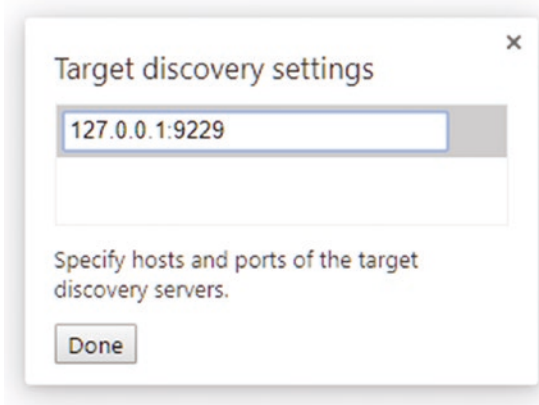 Target discovery settings
127.0.0.1:9229
Specify hosts and ports of the target
discovery servers.
Done